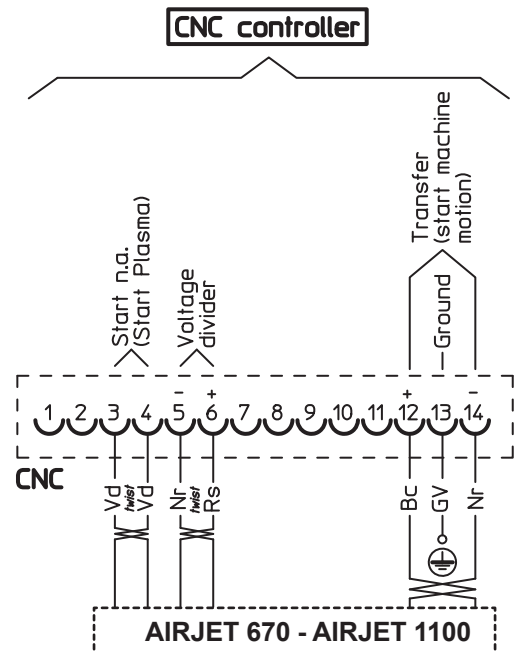 CNC controller
Start n.a.
(Start Plasma)
Voltage
divider
Transfer
(start machine
motion)
Ground
- + + -
1 2 3 4 5 6 7 8 9 10 11 12 13 14
CNC
Vd twist Vd Nr twist Rs Bc GV Nr
AIRJET 670 - AIRJET 1100